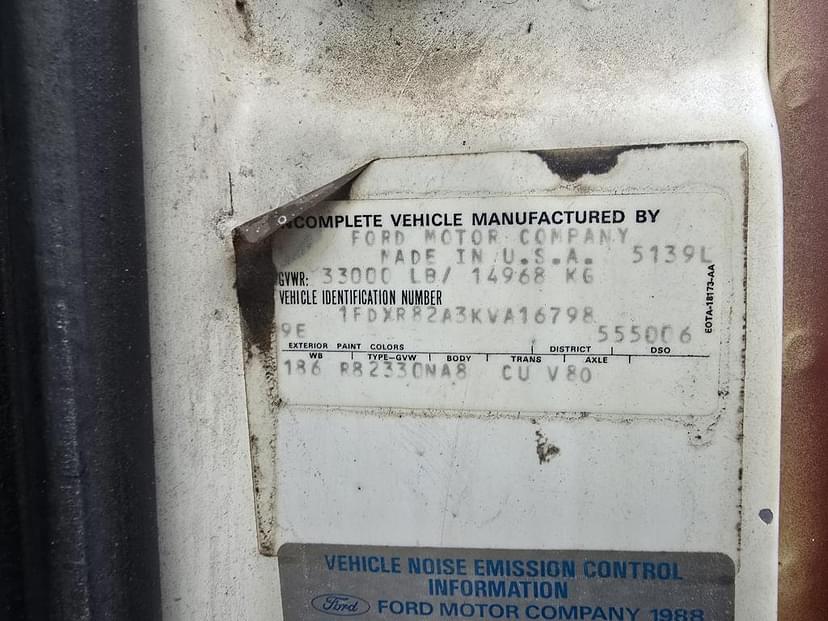 INCOMPLETE VEHICLE MANUFACTURED BY
FORD MOTOR COMPANY
MADE IN U.S.A. 5139L
GVWR: 33000 LB/ 14968 KG
VEHICLE IDENTIFICATION NUMBER
1FDXR82A3KVA16798
9E 555006
EXTERIOR PAINT COLORS DISTRICT DSO
WB TYPE-GVW BODY TRANS AXLE
186 R82330NA8 CU V80
EOTA-18173-AA
VEHICLE NOISE EMISSION CONTROL
INFORMATION
Ford FORD MOTOR COMPANY 1988